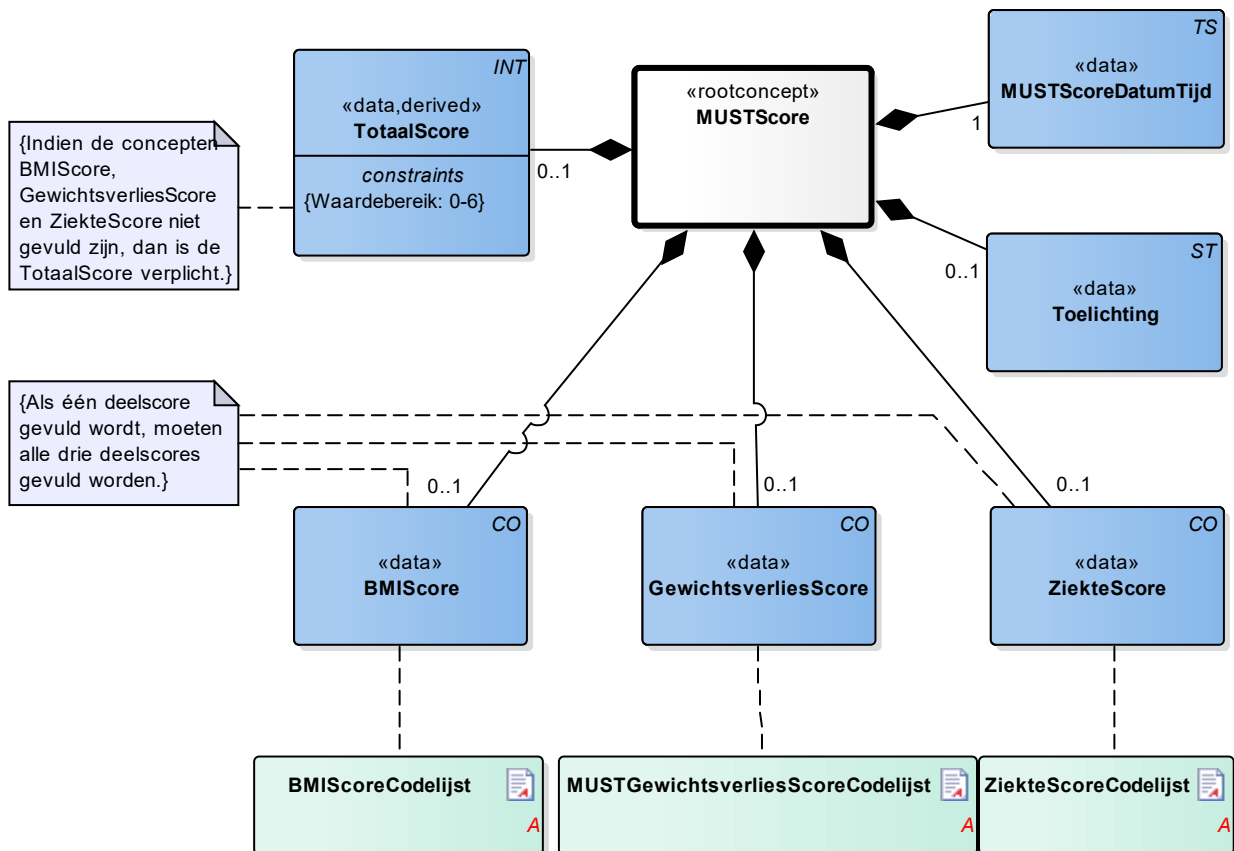 TS
«data»
MUSTScoreDatumTijd
1
INT
«data,derived»
TotaalScore
constraints
{Waardebereik: 0-6}
0..1
«rootconcept»
MUSTScore
{Indien de concepten
BMIScore,
GewichtsverliesScore
en ZiekteScore niet
gevuld zijn, dan is de
TotaalScore verplicht.}
ST
«data»
Toelichting
0..1
{Als één deelscore
gevuld wordt, moeten
alle drie deelscores
gevuld worden.}
0..1
0..1
0..1
CO
«data»
BMIScore
CO
«data»
GewichtsverliesScore
CO
«data»
ZiekteScore
BMIScoreCodelijst
A
MUSTGewichtsverliesScoreCodelijst
A
ZiekteScoreCodelijst
A